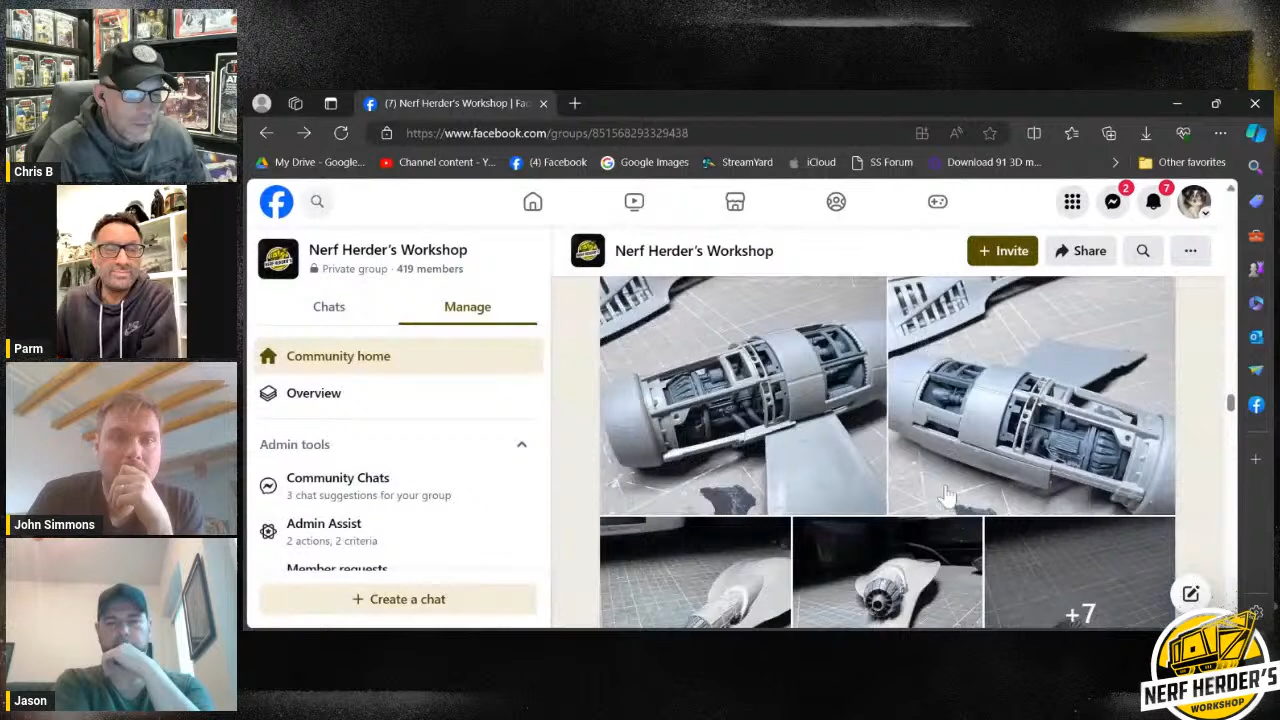 Chris B
Parm
John Simmons
Jason
(7) Nerf Herder's Workshop | Fac
https://www.facebook.com/groups/851568293329438
My Drive - Google...
Channel content - Y...
(4) Facebook
Google Images
StreamYard
iCloud
SS Forum
Download 91 3D m...
Other favorites
2
7
Nerf Herder's Workshop
Private group · 419 members
Chats
Manage
Community home
Overview
Admin tools
Community Chats
3 chat suggestions for your group
Admin Assist
2 actions, 2 criteria
Member requests
+ Create a chat
Nerf Herder's Workshop
+ Invite
Share
+7
NERF HERDER'S
WORKSHOP